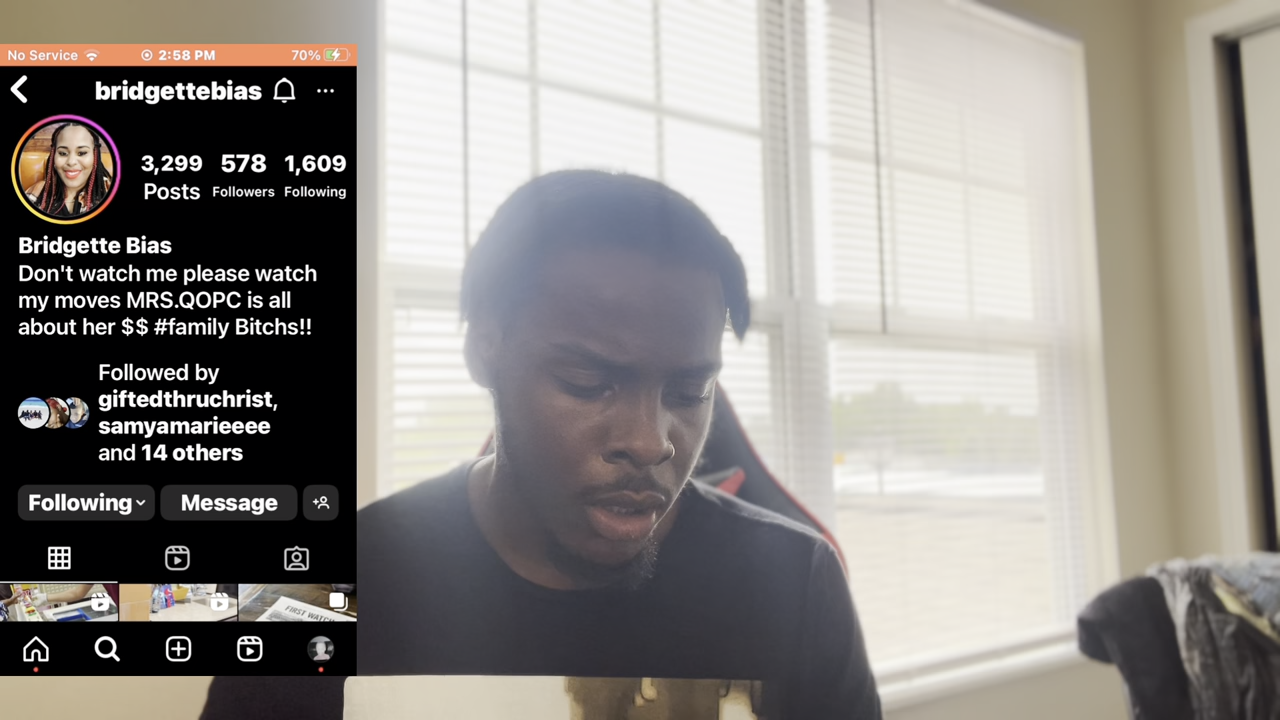 No Service 2:58 PM 70%
bridgettebias
3,299 578 1,609
Posts Followers Following
Bridgette Bias
Don't watch me please watch
my moves MRS.QOPC is all
about her $$ #family Bitchs!!
Followed by
giftedthruchrist,
samyamarieeee
and 14 others
Following Message
FIRST WATCH